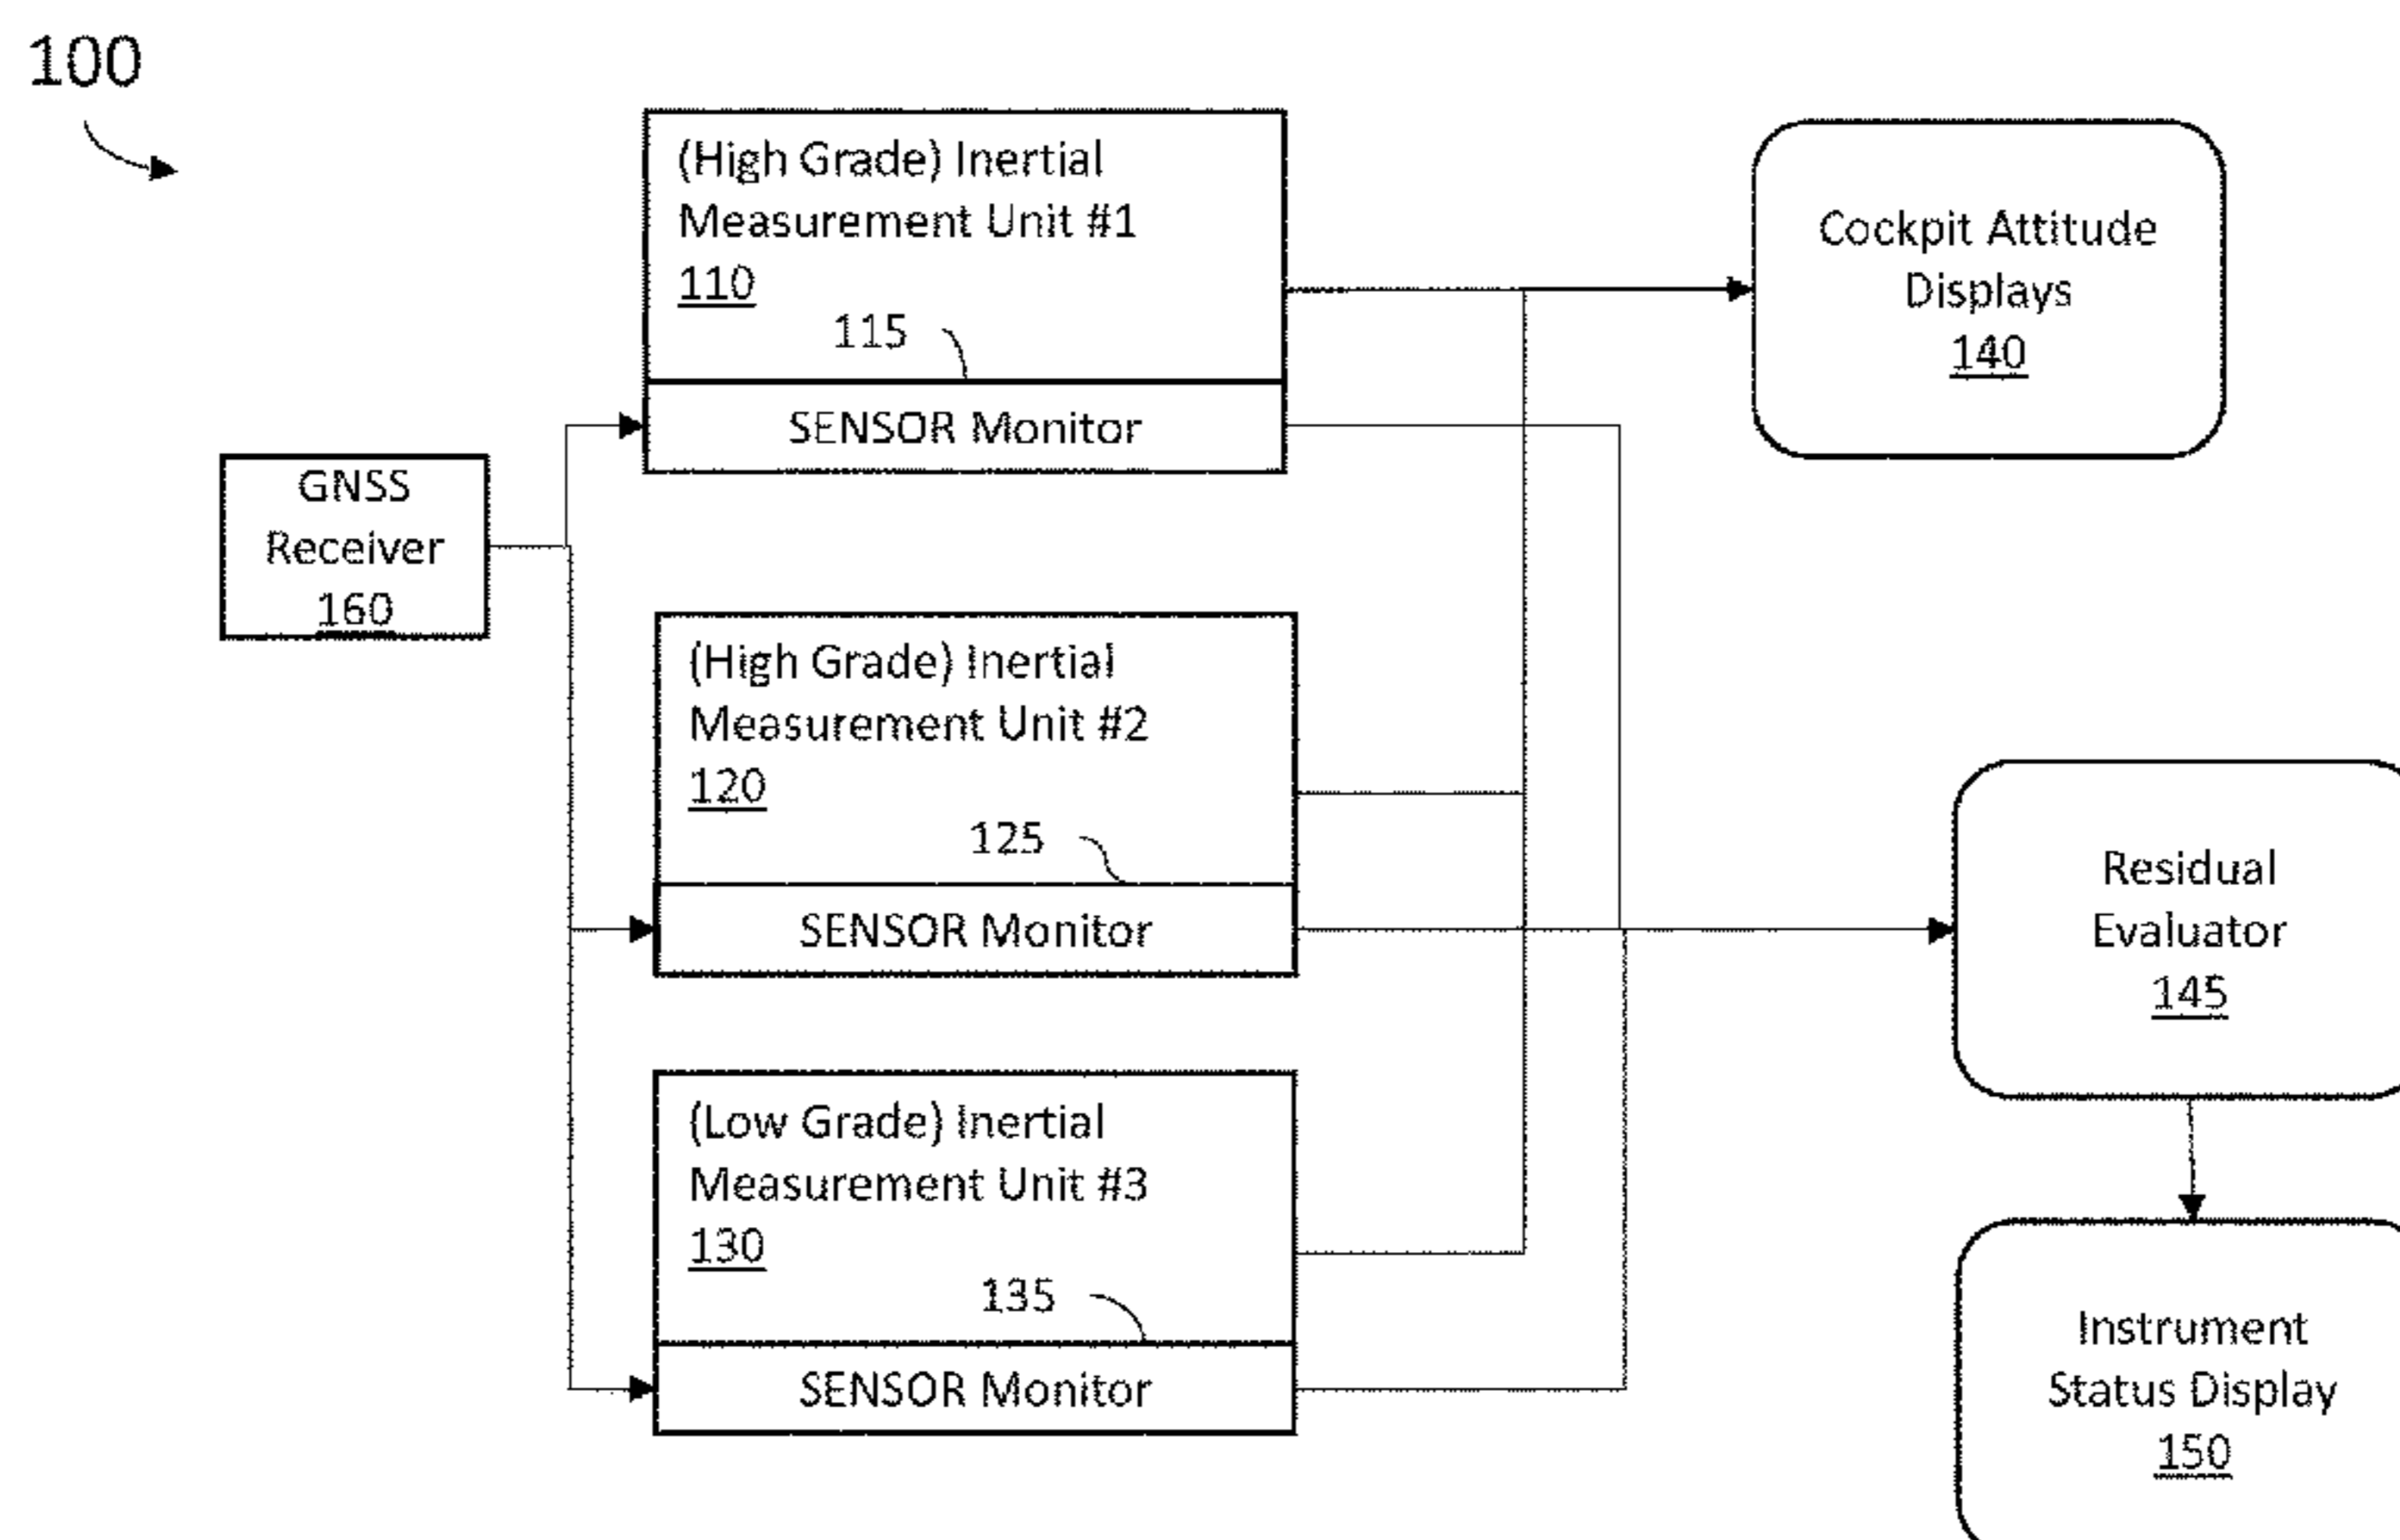 100
(High Grade) Inertial
Measurement Unit #1
110
115
SENSOR Monitor
Cockpit Attitude
Displays
140
GNSS
Receiver
160
(High Grade) Inertial
Measurement Unit #2
120
125
SENSOR Monitor
Residual
Evaluator
145
(Low Grade) Inertial
Measurement Unit #3
130
135
SENSOR Monitor
Instrument
Status Display
150